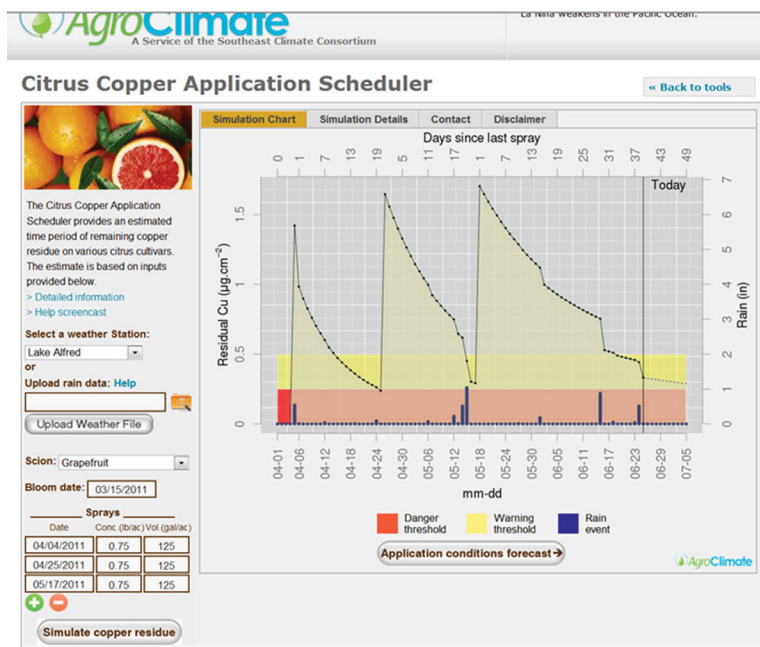 AgroClimate
A Service of the Southeast Climate Consortium
La Niña weakens in the Pacific Ocean.
Citrus Copper Application Scheduler
« Back to tools
The Citrus Copper Application
Scheduler provides an estimated
time period of remaining copper
residue on various citrus cultivars.
The estimate is based on inputs
provided below.
> Detailed information
> Help screencast
Select a weather Station:
Lake Alfred
or
Upload rain data: Help
Upload Weather File
Scion: Grapefruit
Bloom date: 03/15/2011
Sprays
Date Conc.(lb/ac) Vol.(gal/ac)
04/04/2011 0.75 125
04/25/2011 0.75 125
05/17/2011 0.75 125
Simulate copper residue
Simulation Chart Simulation Details Contact Disclaimer
Days since last spray
0 1 7 13 19 5 11 17 1 7 13 19 25 31 37 43 49
Today
Residual Cu (µg.cm⁻²)
0 0.5 1 1.5
Rain (in)
0 1 2 3 4 5 6 7
04-01 04-06 04-12 04-18 04-24 04-30 05-06 05-12 05-18 05-24 05-30 06-05 06-11 06-17 06-23 06-29 07-05
mm-dd
Danger threshold
Warning threshold
Rain event
Application conditions forecast
AgroClimate